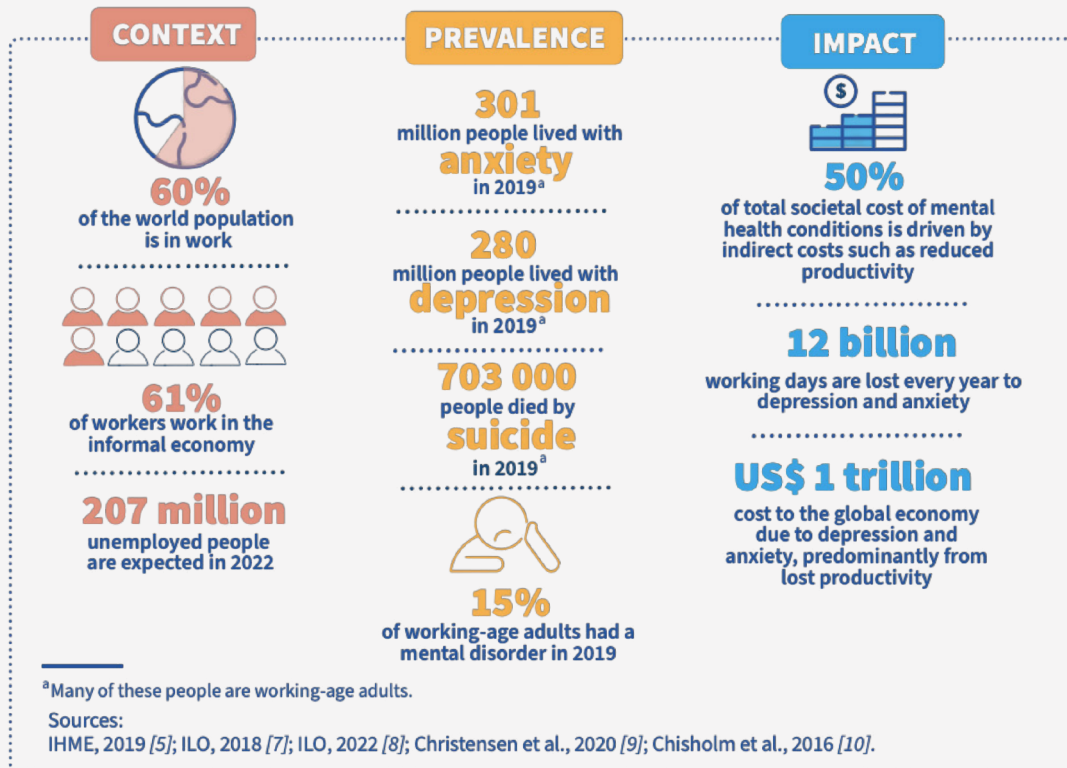 CONTEXT
60%
of the world population
is in work
61%
of workers work in the
informal economy
207 million
unemployed people
are expected in 2022
PREVALENCE
301
million people lived with
anxiety
in 2019ᵃ
280
million people lived with
depression
in 2019ᵃ
703 000
people died by
suicide
in 2019ᵃ
15%
of working-age adults had a
mental disorder in 2019
IMPACT
$
50%
of total societal cost of mental
health conditions is driven by
indirect costs such as reduced
productivity
12 billion
working days are lost every year to
depression and anxiety
US$ 1 trillion
cost to the global economy
due to depression and
anxiety, predominantly from
lost productivity
ᵃMany of these people are working-age adults.
Sources:
IHME, 2019 [5]; ILO, 2018 [7]; ILO, 2022 [8]; Christensen et al., 2020 [9]; Chisholm et al., 2016 [10].